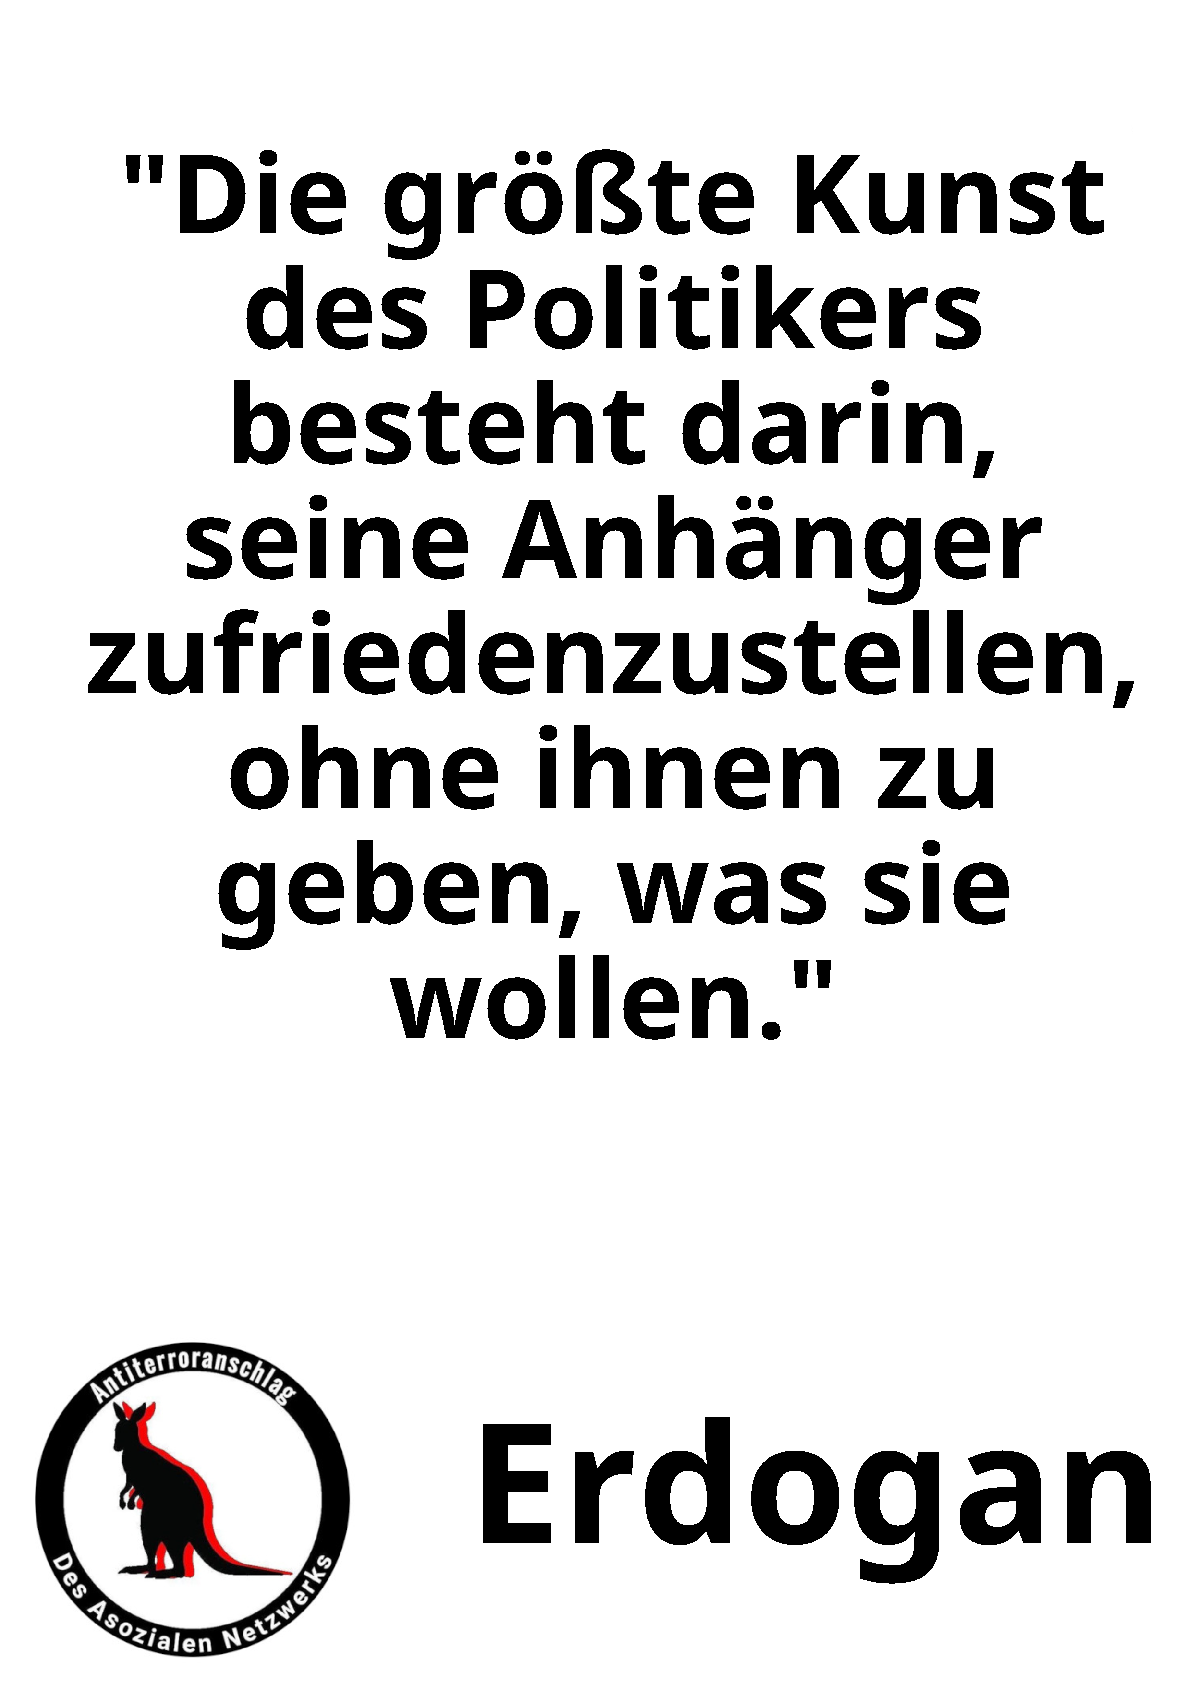 "Die größte Kunst
des Politikers
besteht darin,
seine Anhänger
zufriedenzustellen,
ohne ihnen zu
geben, was sie
wollen."
Antiterroranschlag
Des Asozialen Netzwerks
Erdogan